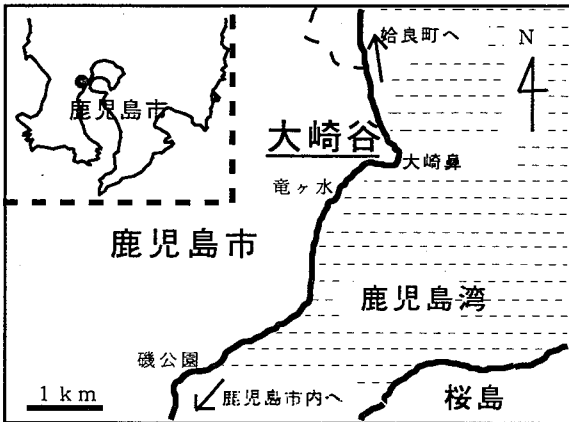 姶良町へ
N
鹿児島市
大崎谷
大崎鼻
竜ヶ水
鹿児島市
鹿児島湾
磯公園
鹿児島市内へ
桜島
1 km